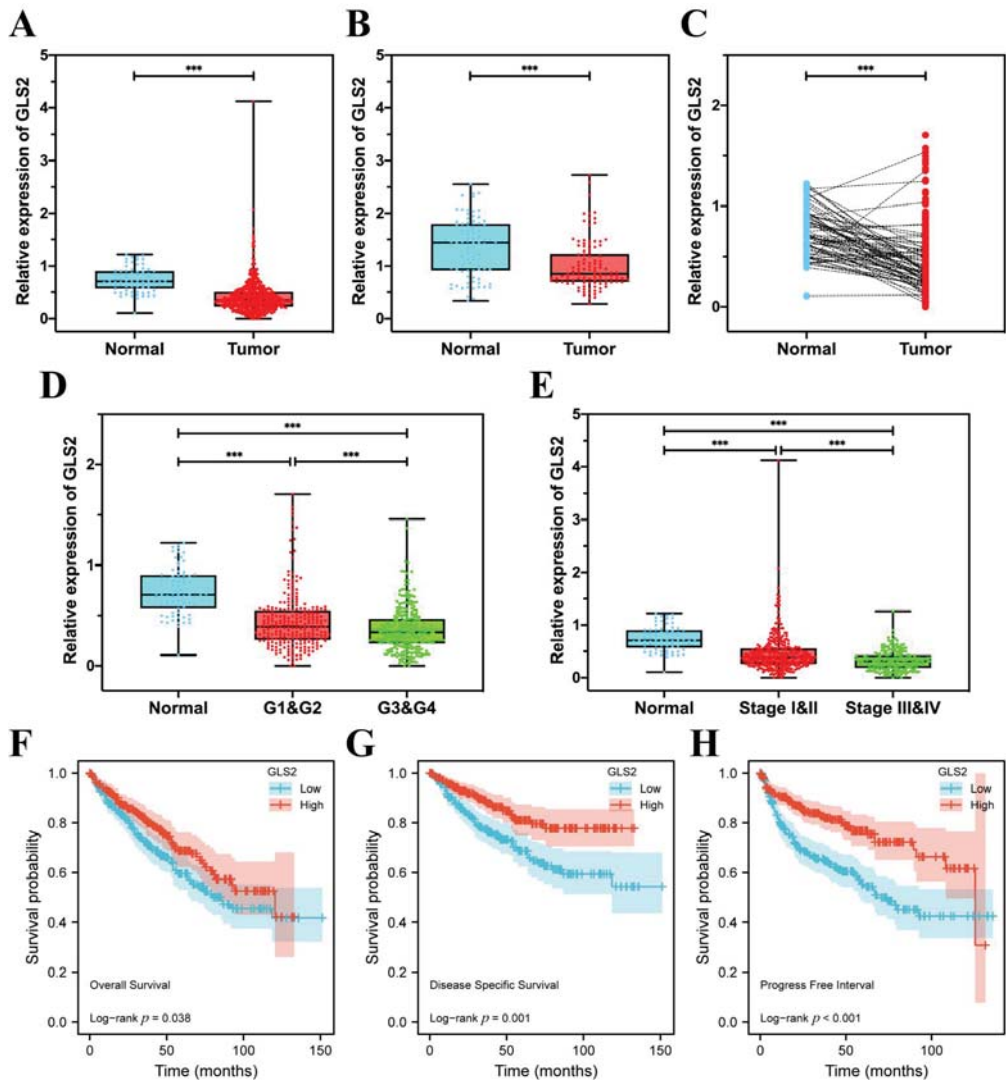 A
Relative expression of GLS2
5
4
3
2
1
0
***
Normal
Tumor
B
Relative expression of GLS2
5
4
3
2
1
0
***
Normal
Tumor
C
Relative expression of GLS2
2
1
0
***
Normal
Tumor
D
Relative expression of GLS2
2
1
0
***
***
***
Normal
G1&G2
G3&G4
E
Relative expression of GLS2
5
4
3
2
1
0
***
***
***
Normal
Stage I&II
Stage III&IV
F
Survival probability
1.0
0.8
0.6
0.4
0.2
0.0
GLS2
Low
High
Overall Survival
Log-rank p = 0.038
0 50 100 150
Time (months)
G
Survival probability
1.0
0.8
0.6
0.4
0.2
0.0
GLS2
Low
High
Disease Specific Survival
Log-rank p = 0.001
0 50 100 150
Time (months)
H
Survival probability
1.0
0.8
0.6
0.4
0.2
0.0
GLS2
Low
High
Progress Free Interval
Log-rank p < 0.001
0 50 100
Time (months)